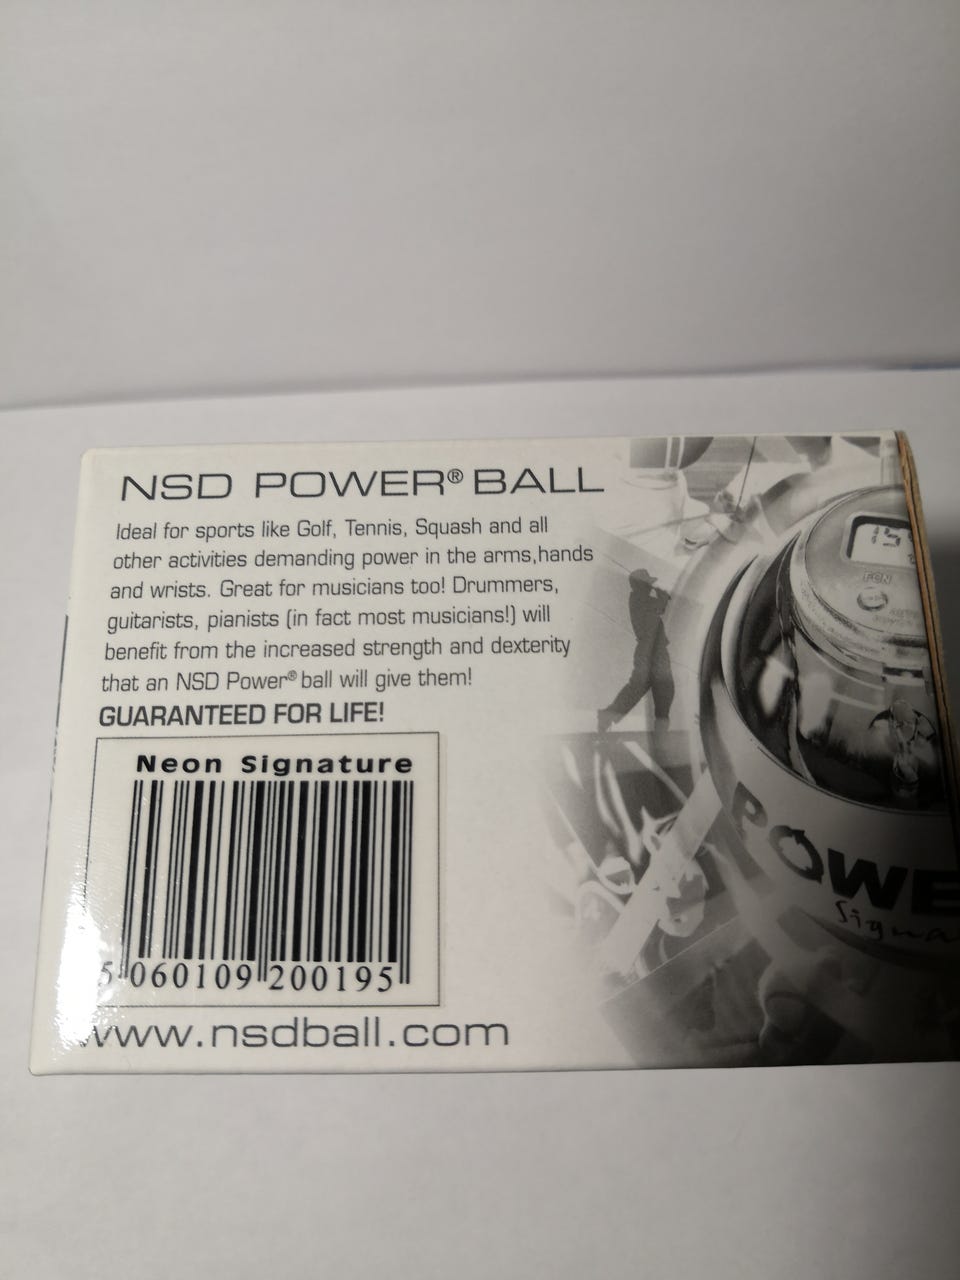 NSD POWER® BALL
Ideal for sports like Golf, Tennis, Squash and all
other activities demanding power in the arms,hands
and wrists. Great for musicians too! Drummers,
guitarists, pianists (in fact most musicians!) will
benefit from the increased strength and dexterity
that an NSD Power® ball will give them!
GUARANTEED FOR LIFE!
Neon Signature
5 060109 200195
www.nsdball.com
FCN
POWE
Signa